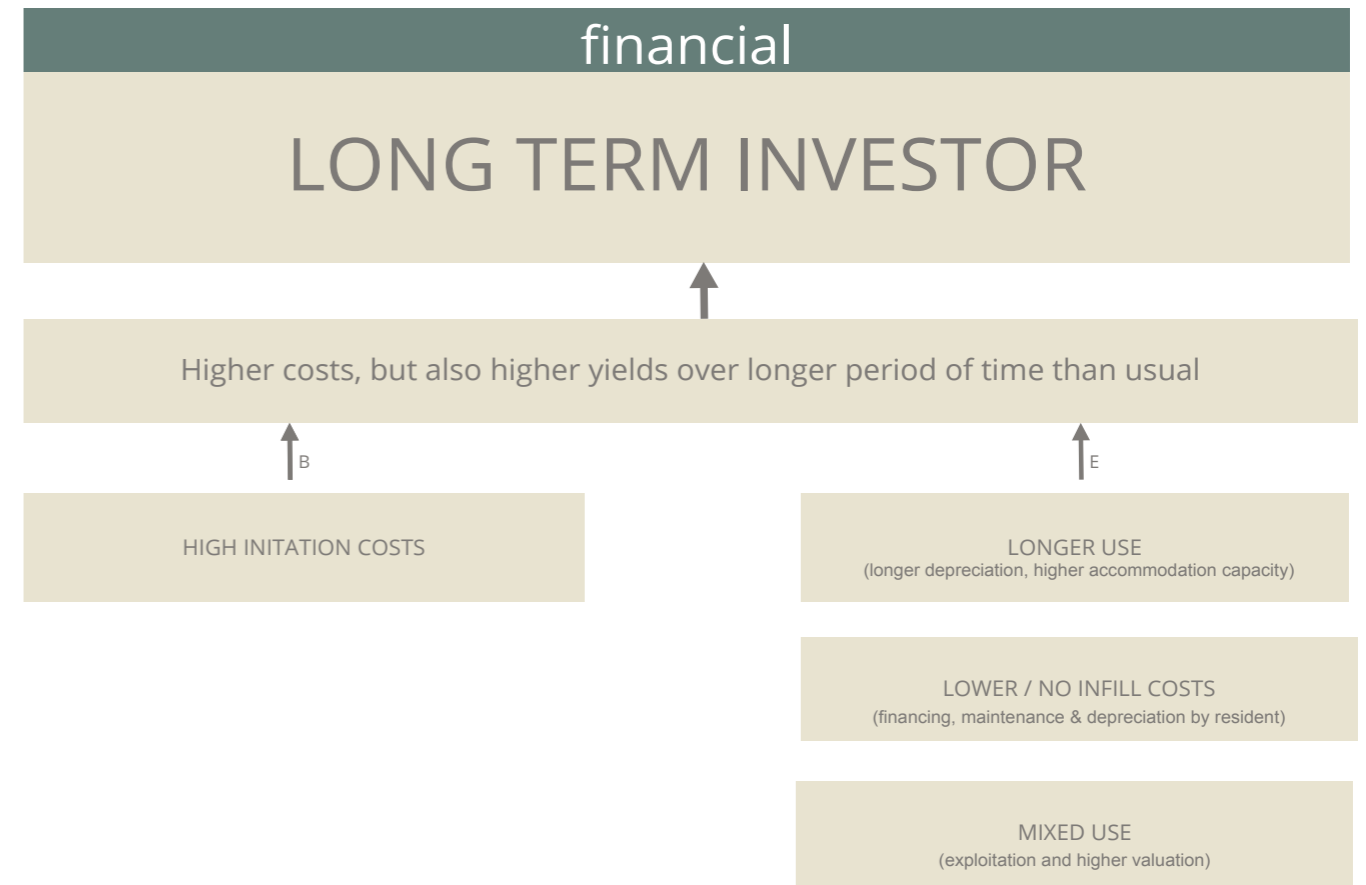 financial
LONG TERM INVESTOR
Higher costs, but also higher yields over longer period of time than usual
B
E
HIGH INITATION COSTS
LONGER USE
(longer depreciation, higher accommodation capacity)
LOWER / NO INFILL COSTS
(financing, maintenance & depreciation by resident)
MIXED USE
(exploitation and higher valuation)